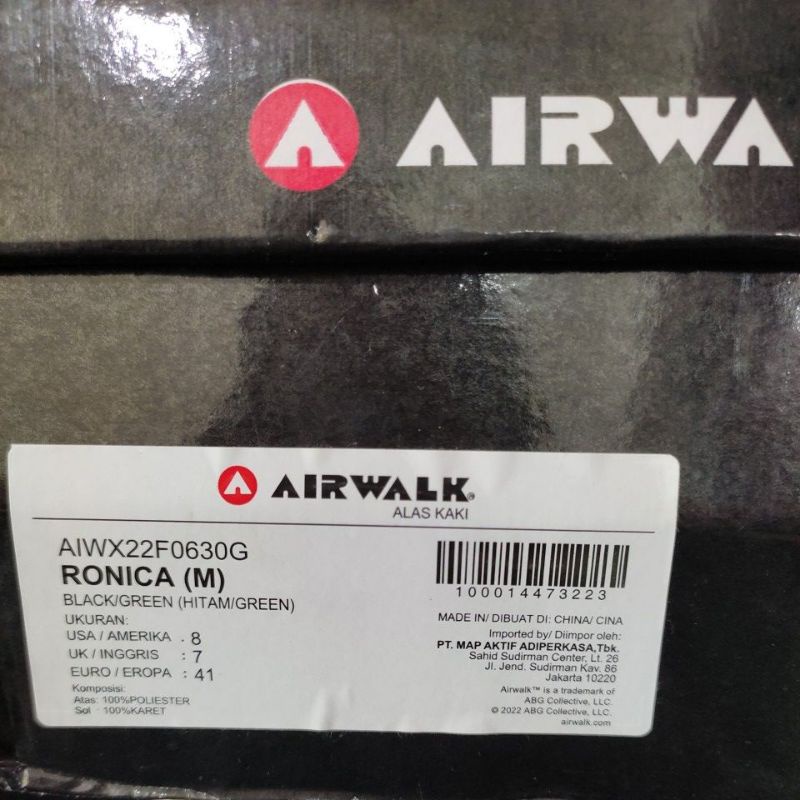 AIRWA
AIRWALK®
ALAS KAKI
AIWX22F0630G
RONICA (M)
BLACK/GREEN (HITAM/GREEN)
UKURAN:
USA / AMERIKA : 8
UK / INGGRIS : 7
EURO / EROPA : 41
Komposisi:
Atas: 100%POLIESTER
Sol : 100%KARET
100014473223
MADE IN/ DIBUAT DI: CHINA/ CINA
Imported by/ Diimpor oleh:
PT. MAP AKTIF ADIPERKASA,Tbk.
Sahid Sudirman Center, Lt. 26
Jl. Jend. Sudirman Kav. 86
Jakarta 10220
Airwalk™ is a trademark of
ABG Collective, LLC.
© 2022 ABG Collective, LLC.
airwalk.com